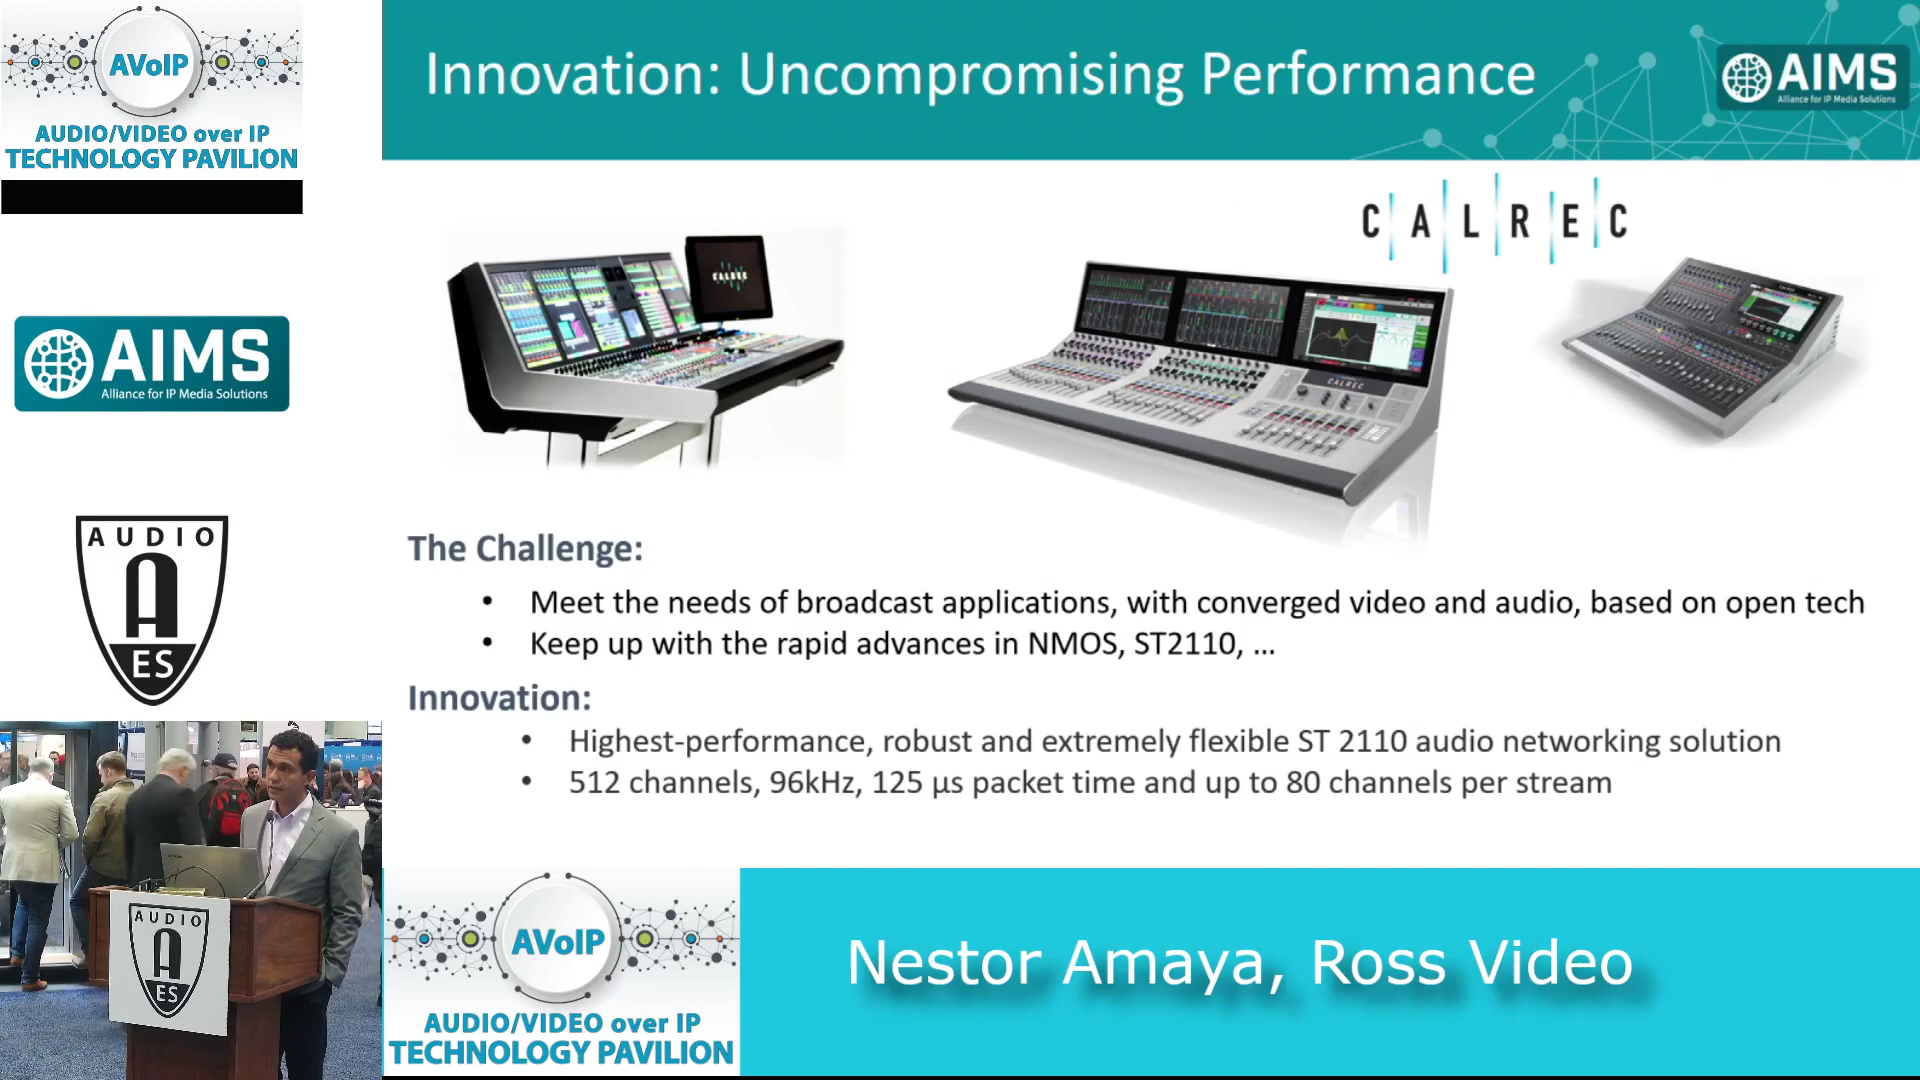 AVoIP
AUDIO/VIDEO over IP
TECHNOLOGY PAVILION
Innovation: Uncompromising Performance
AIMS
Alliance for IP Media Solutions
CALREC
CALREC
CALREC
AIMS
Alliance for IP Media Solutions
AUDIO
A
ES
The Challenge:
• Meet the needs of broadcast applications, with converged video and audio, based on open tech
• Keep up with the rapid advances in NMOS, ST2110, ...
Innovation:
• Highest-performance, robust and extremely flexible ST 2110 audio networking solution
• 512 channels, 96kHz, 125 µs packet time and up to 80 channels per stream
AUDIO
A
ES
AVoIP
AUDIO/VIDEO over IP
TECHNOLOGY PAVILION
Nestor Amaya, Ross Video